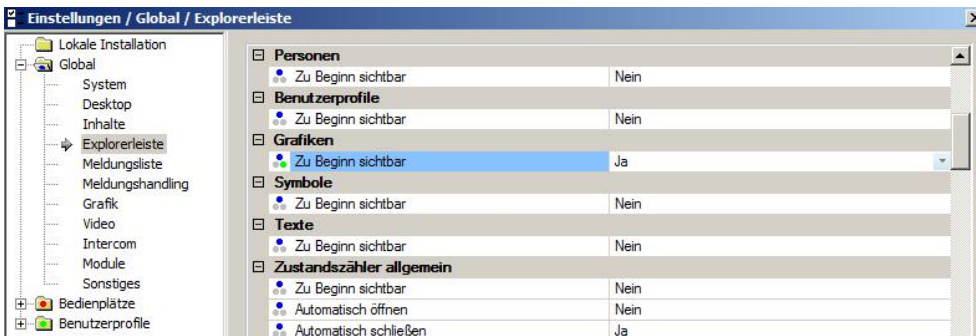 Einstellungen / Global / Explorerleiste
Lokale Installation
Global
System
Desktop
Inhalte
Explorerleiste
Meldungsliste
Meldungshandling
Grafik
Video
Intercom
Module
Sonstiges
Bedienplätze
Benutzerprofile
Personen
Zu Beginn sichtbar Nein
Benutzerprofile
Zu Beginn sichtbar Nein
Grafiken
Zu Beginn sichtbar Ja
Symbole
Zu Beginn sichtbar Nein
Texte
Zu Beginn sichtbar Nein
Zustandszähler allgemein
Zu Beginn sichtbar Nein
Automatisch öffnen Nein
Automatisch schließen Ja